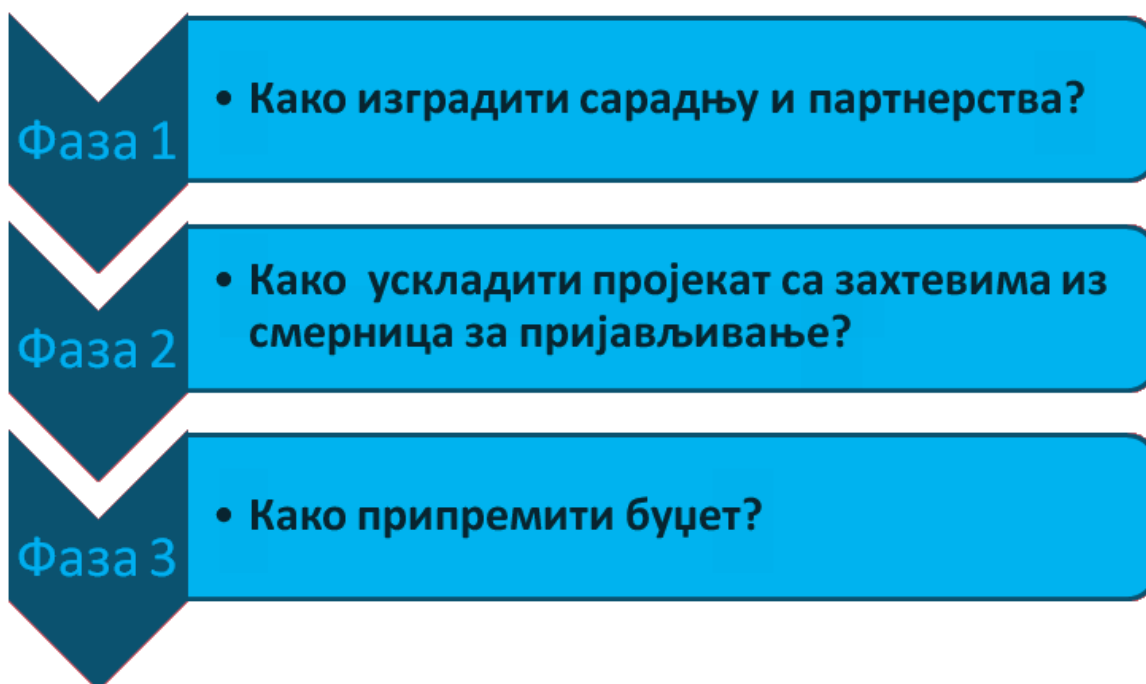 Фаза 1
• Како изградити сарадњу и партнерства?
Фаза 2
• Како  ускладити пројекат са захтевима из
смерница за пријављивање?
Фаза 3
• Како припремити буџет?